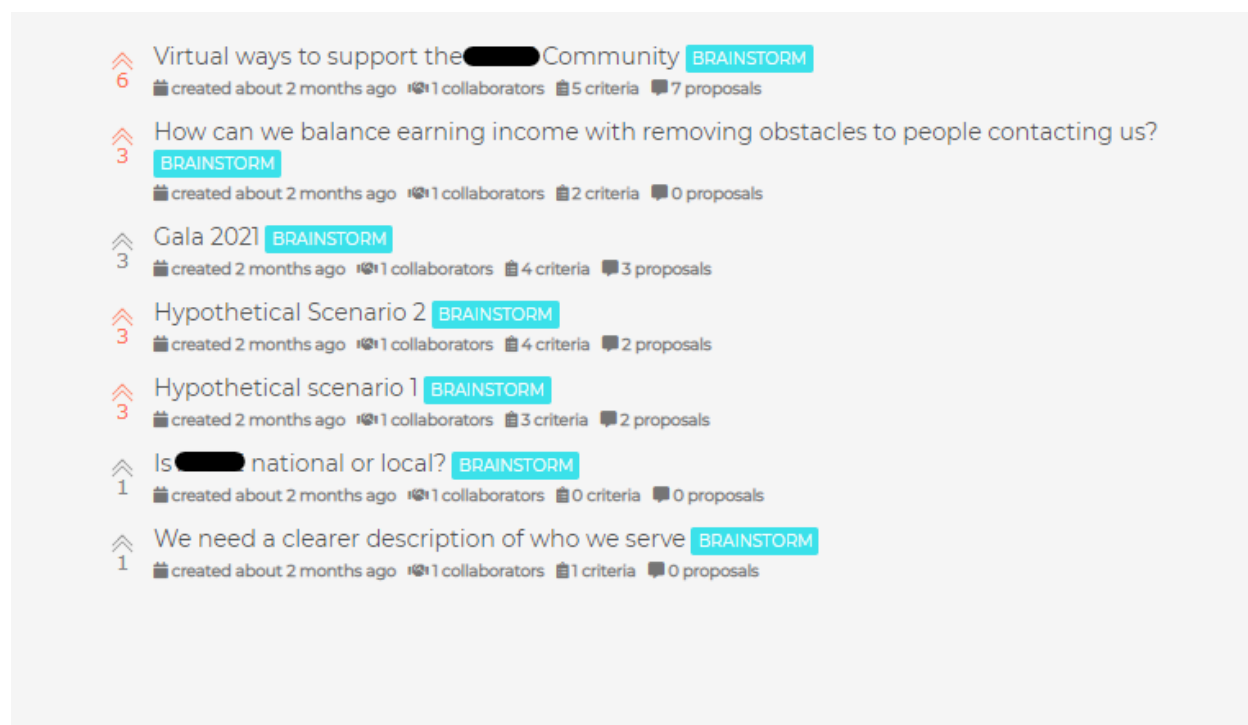 Virtual ways to support the Community BRAINSTORM
6
created about 2 months ago 1 collaborators 5 criteria 7 proposals
How can we balance earning income with removing obstacles to people contacting us?
3
BRAINSTORM
created about 2 months ago 1 collaborators 2 criteria 0 proposals
Gala 2021 BRAINSTORM
3
created 2 months ago 1 collaborators 4 criteria 3 proposals
Hypothetical Scenario 2 BRAINSTORM
3
created 2 months ago 1 collaborators 4 criteria 2 proposals
Hypothetical scenario 1 BRAINSTORM
3
created 2 months ago 1 collaborators 3 criteria 2 proposals
Is national or local? BRAINSTORM
1
created about 2 months ago 1 collaborators 0 criteria 0 proposals
We need a clearer description of who we serve BRAINSTORM
1
created about 2 months ago 1 collaborators 1 criteria 0 proposals